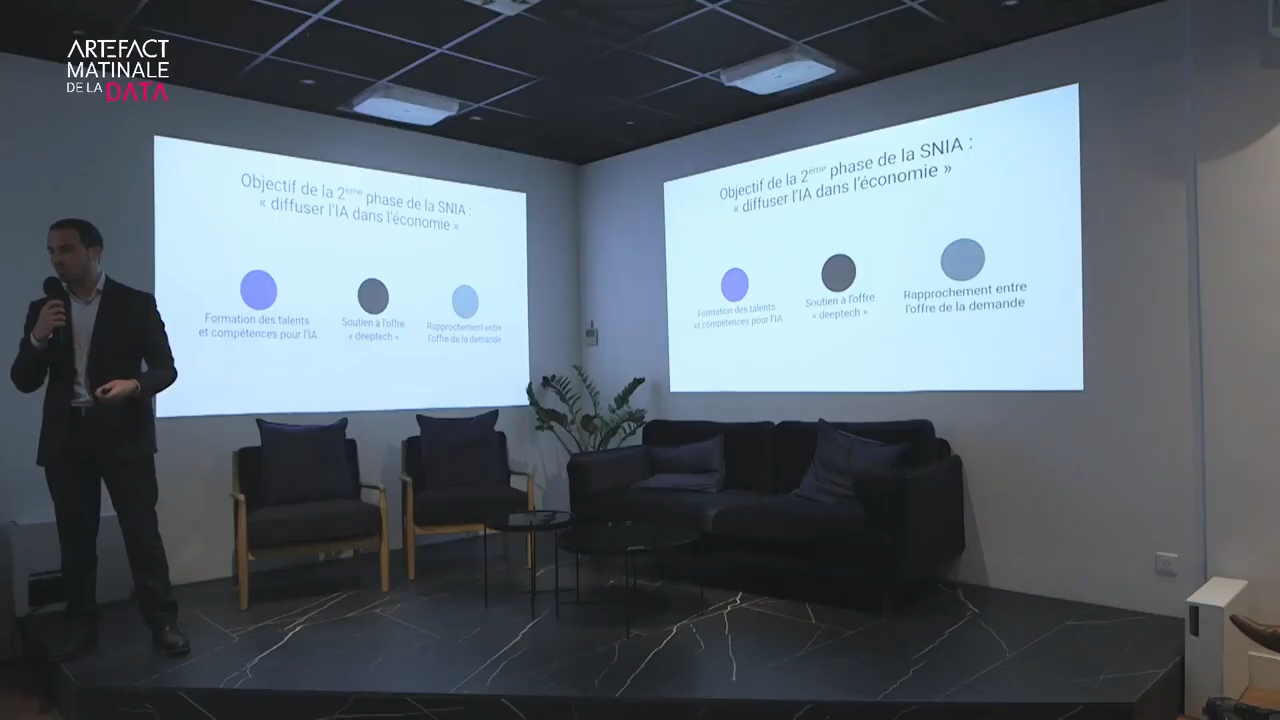 ARTEFACT
MATINALE
DE LA DATA
Objectif de la 2ème phase de la SNIA :
« diffuser l'IA dans l'économie »
Formation des talents
et compétences pour l'IA
Soutien à l'offre
« deeptech »
Rapprochement entre
l'offre de la demande
Objectif de la 2ème phase de la SNIA :
« diffuser l'IA dans l'économie »
Formation des talents
et compétences pour l'IA
Soutien à l'offre
« deeptech »
Rapprochement entre
l'offre de la demande